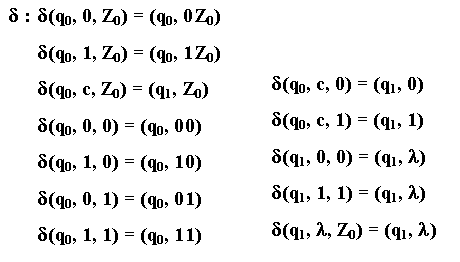 δ : δ(q₀, 0, Z₀) = (q₀, 0Z₀)
δ(q₀, 1, Z₀) = (q₀, 1Z₀)
δ(q₀, c, Z₀) = (q₁, Z₀)
δ(q₀, 0, 0) = (q₀, 00)
δ(q₀, 1, 0) = (q₀, 10)
δ(q₀, 0, 1) = (q₀, 01)
δ(q₀, 1, 1) = (q₀, 11)
δ(q₀, c, 0) = (q₁, 0)
δ(q₀, c, 1) = (q₁, 1)
δ(q₁, 0, 0) = (q₁, λ)
δ(q₁, 1, 1) = (q₁, λ)
δ(q₁, λ, Z₀) = (q₁, λ)